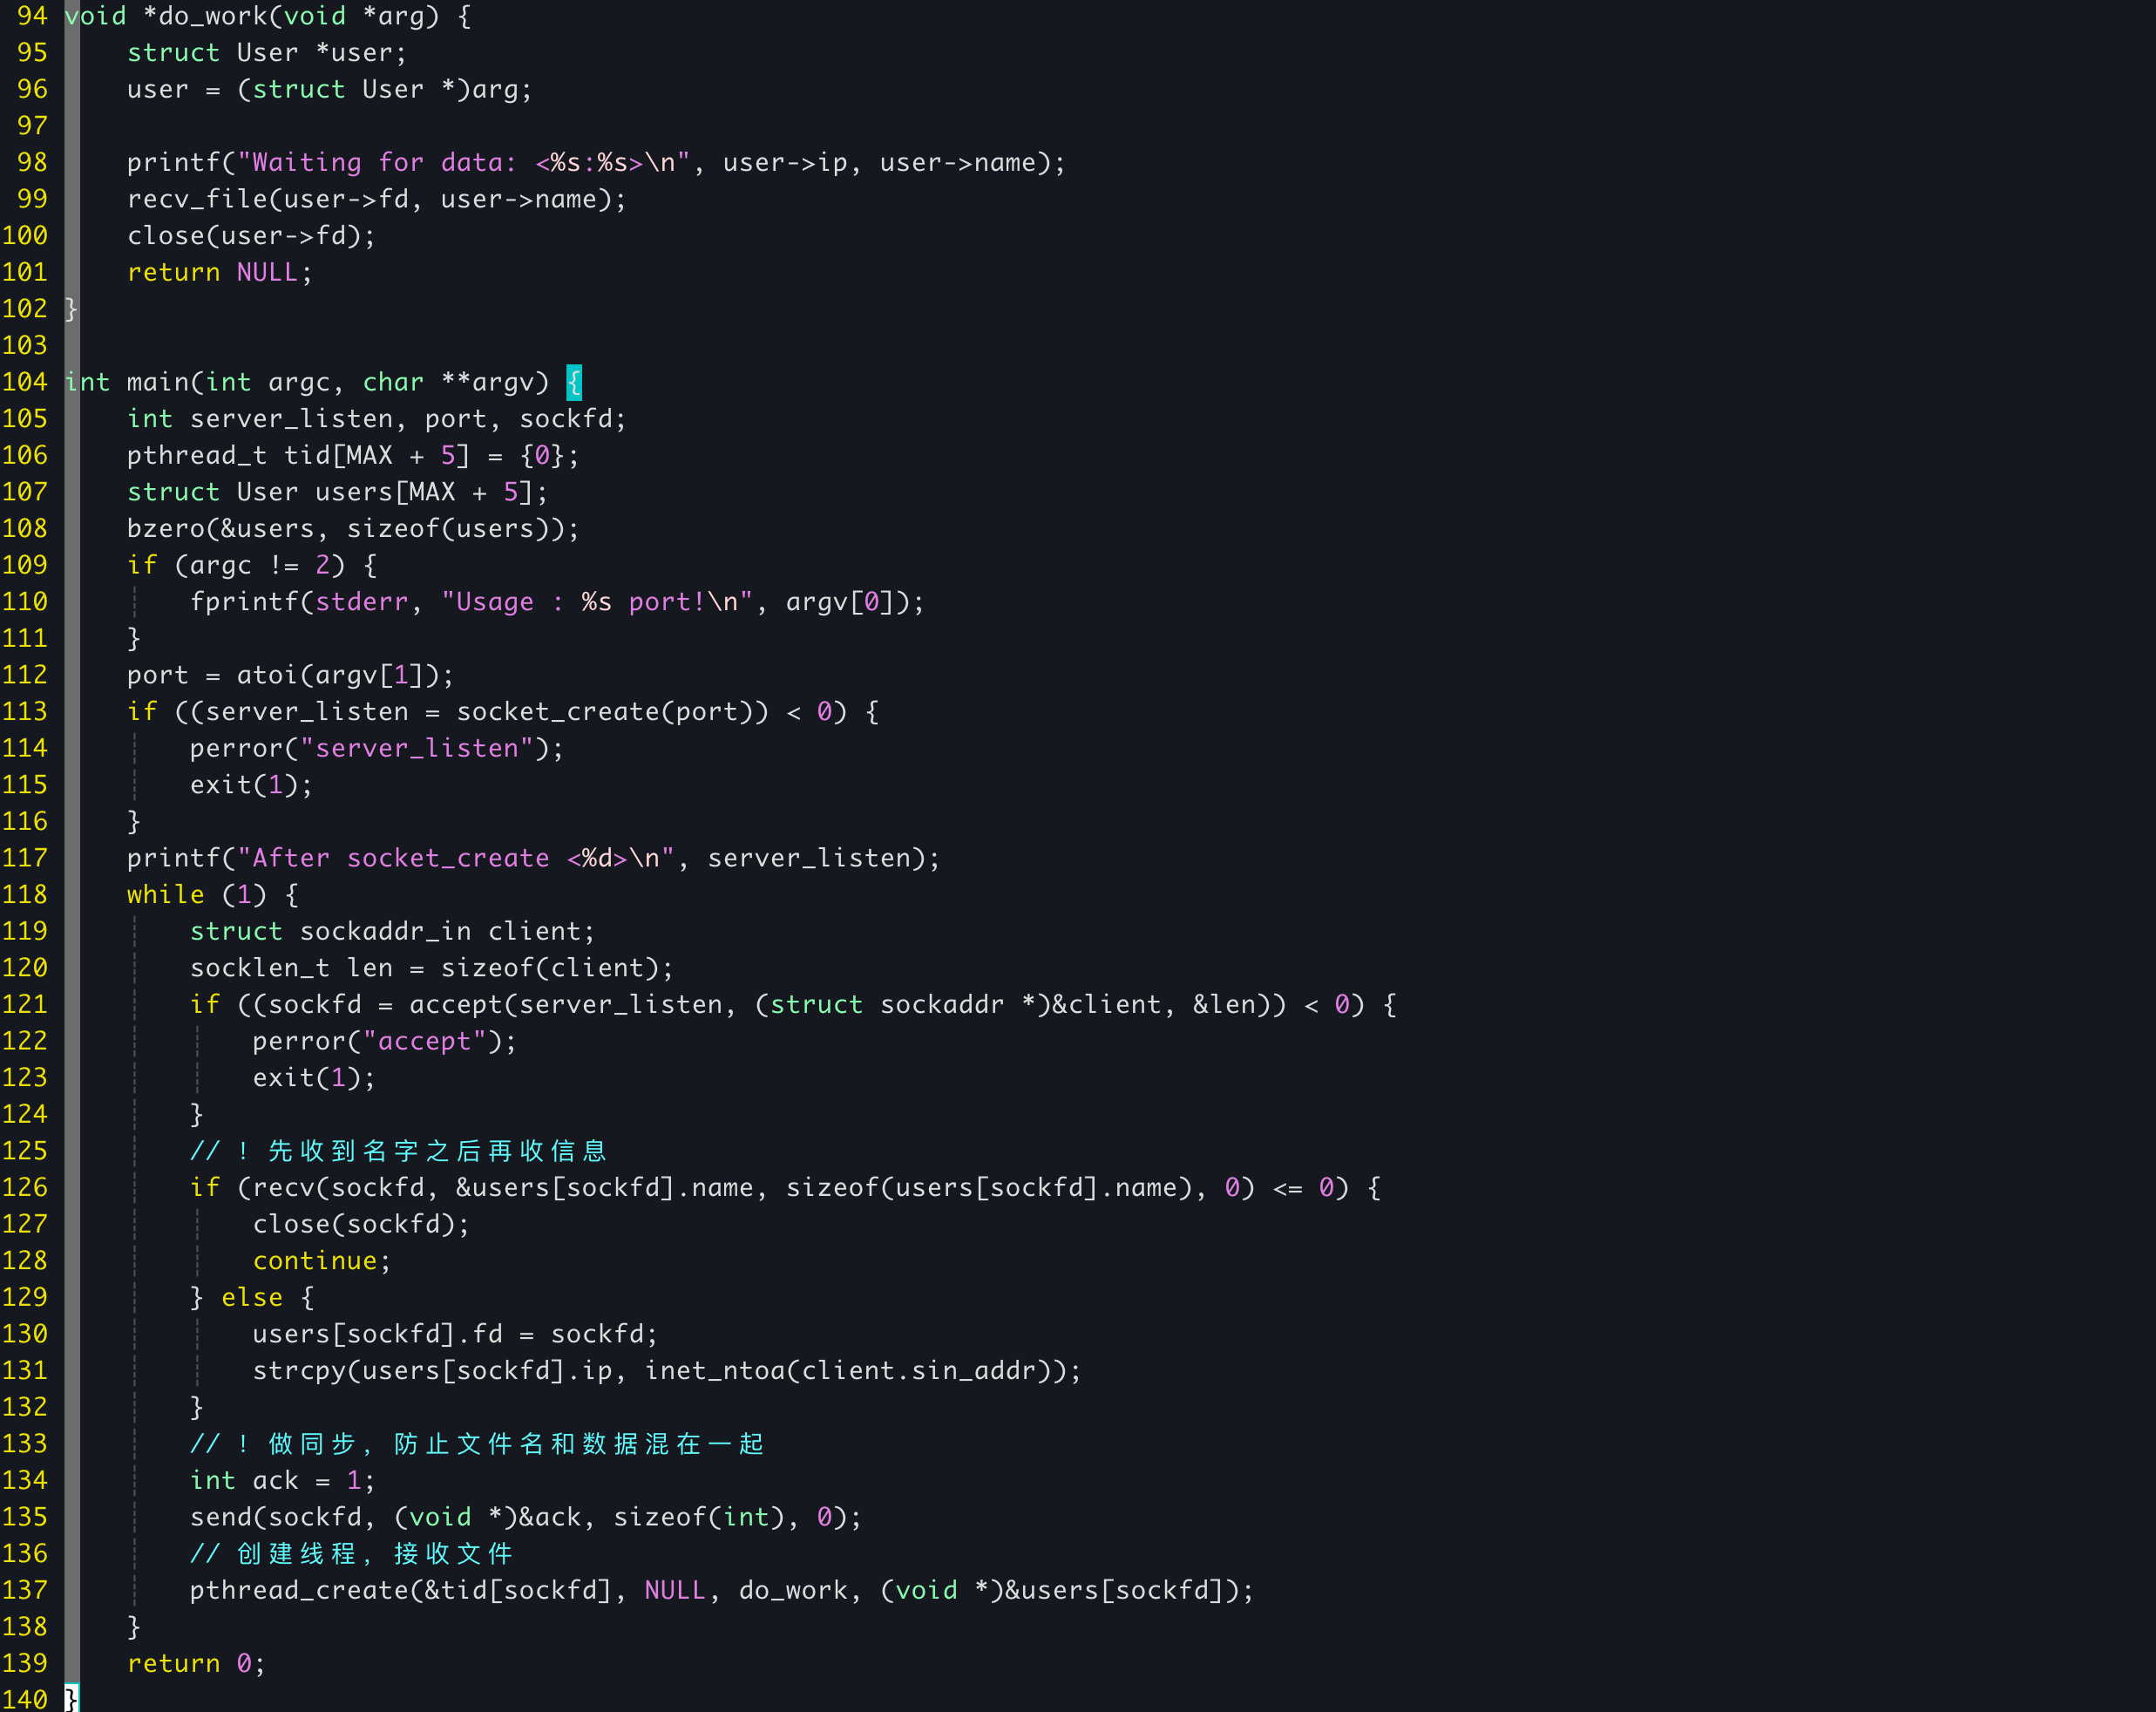 94 void *do_work(void *arg) {
95     struct User *user;
96     user = (struct User *)arg;
97
98     printf("Waiting for data: <%s:%s>\n", user->ip, user->name);
99     recv_file(user->fd, user->name);
100     close(user->fd);
101     return NULL;
102 }
103
104 int main(int argc, char **argv) {
105     int server_listen, port, sockfd;
106     pthread_t tid[MAX + 5] = {0};
107     struct User users[MAX + 5];
108     bzero(&users, sizeof(users));
109     if (argc != 2) {
110         fprintf(stderr, "Usage : %s port!\n", argv[0]);
111     }
112     port = atoi(argv[1]);
113     if ((server_listen = socket_create(port)) < 0) {
114         perror("server_listen");
115         exit(1);
116     }
117     printf("After socket_create <%d>\n", server_listen);
118     while (1) {
119         struct sockaddr_in client;
120         socklen_t len = sizeof(client);
121         if ((sockfd = accept(server_listen, (struct sockaddr *)&client, &len)) < 0) {
122             perror("accept");
123             exit(1);
124         }
125         // ! 先收到名字之后再收信息
126         if (recv(sockfd, &users[sockfd].name, sizeof(users[sockfd].name), 0) <= 0) {
127             close(sockfd);
128             continue;
129         } else {
130             users[sockfd].fd = sockfd;
131             strcpy(users[sockfd].ip, inet_ntoa(client.sin_addr));
132         }
133         // ! 做同步，防止文件名和数据混在一起
134         int ack = 1;
135         send(sockfd, (void *)&ack, sizeof(int), 0);
136         // 创建线程，接收文件
137         pthread_create(&tid[sockfd], NULL, do_work, (void *)&users[sockfd]);
138     }
139     return 0;
140 }